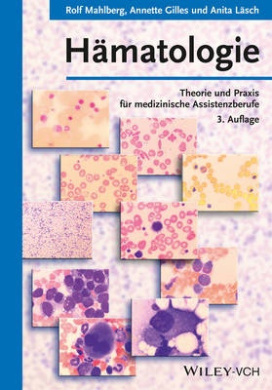 Rolf Mahlberg, Annette Gilles und Anita Läsch
Hämatologie
Theorie und Praxis
für medizinische Assistenzberufe
3. Auflage
WILEY-VCH